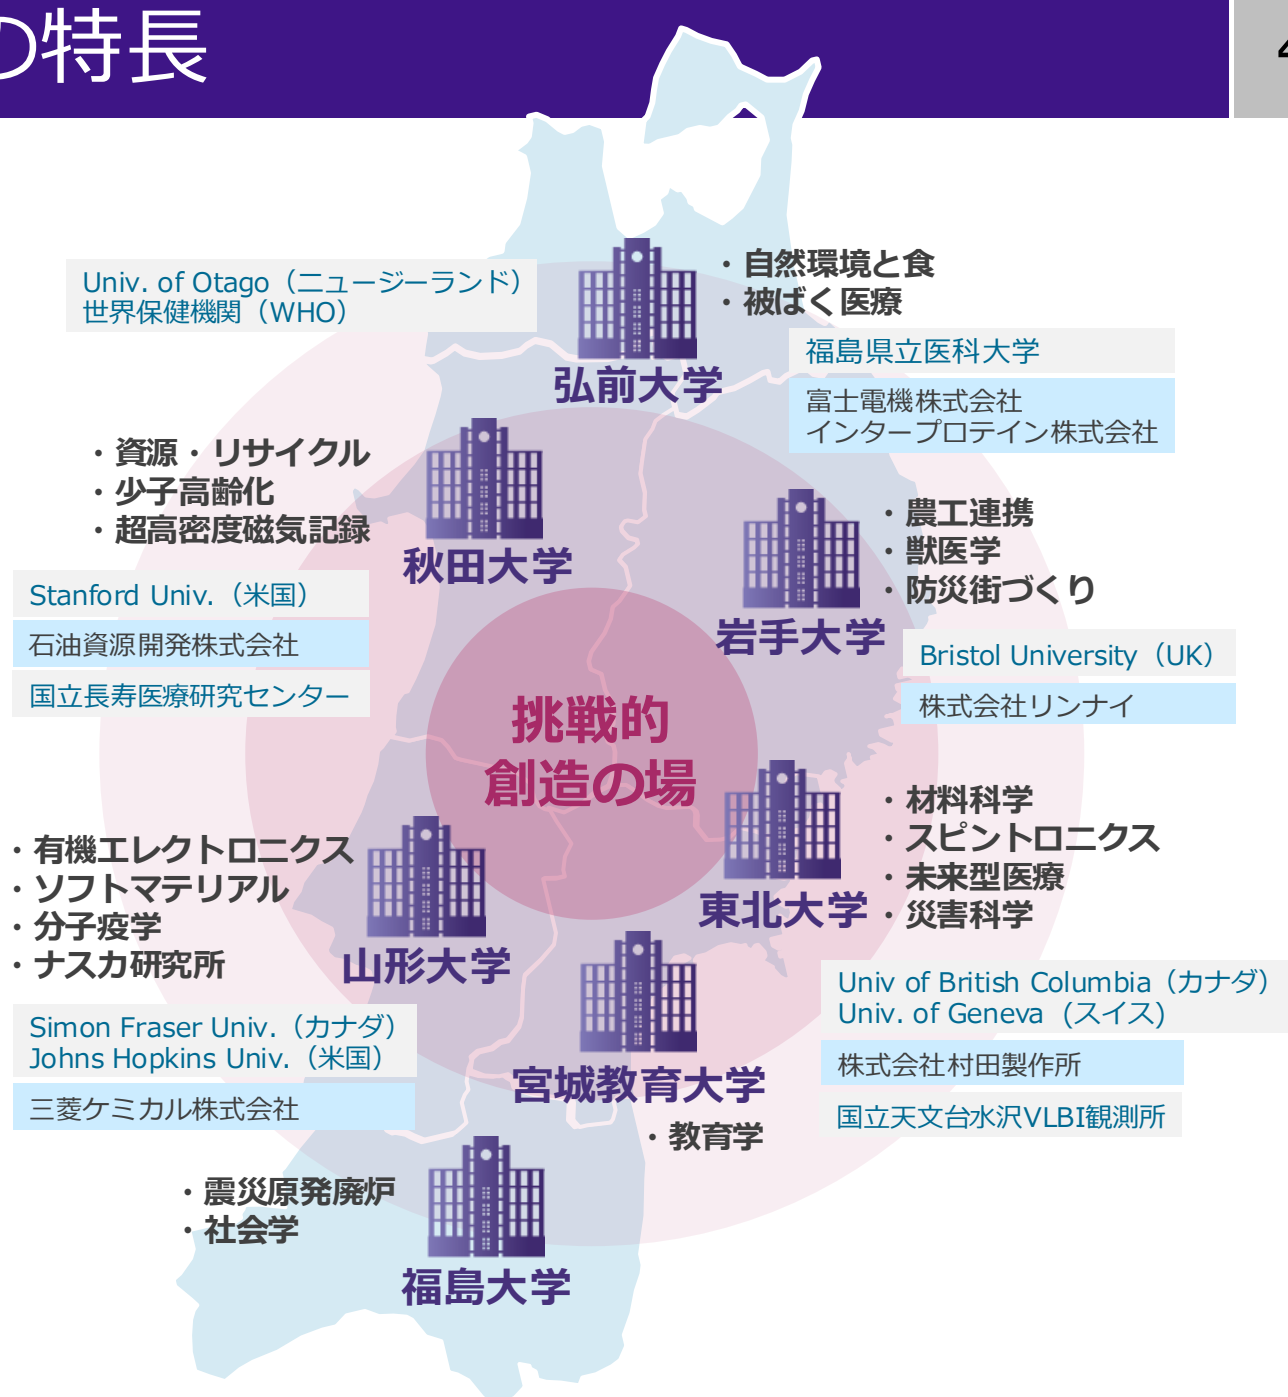 の特長
4
Univ. of Otago（ニュージーランド）
世界保健機関（WHO）
・自然環境と食
・被ばく医療
弘前大学
福島県立医科大学
富士電機株式会社
インタープロテイン株式会社
・資源・リサイクル
・少子高齢化
・超高密度磁気記録
秋田大学
Stanford Univ.（米国）
石油資源開発株式会社
国立長寿医療研究センター
・農工連携
・獣医学
・防災街づくり
岩手大学
Bristol University（UK）
株式会社リンナイ
挑戦的
創造の場
・有機エレクトロニクス
・ソフトマテリアル
・分子疫学
・ナスカ研究所
山形大学
Simon Fraser Univ.（カナダ）
Johns Hopkins Univ.（米国）
三菱ケミカル株式会社
・材料科学
・スピントロニクス
・未来型医療
・災害科学
東北大学
Univ of British Columbia（カナダ）
Univ. of Geneva（スイス)
株式会社村田製作所
国立天文台水沢VLBI観測所
宮城教育大学
・教育学
・震災原発廃炉
・社会学
福島大学